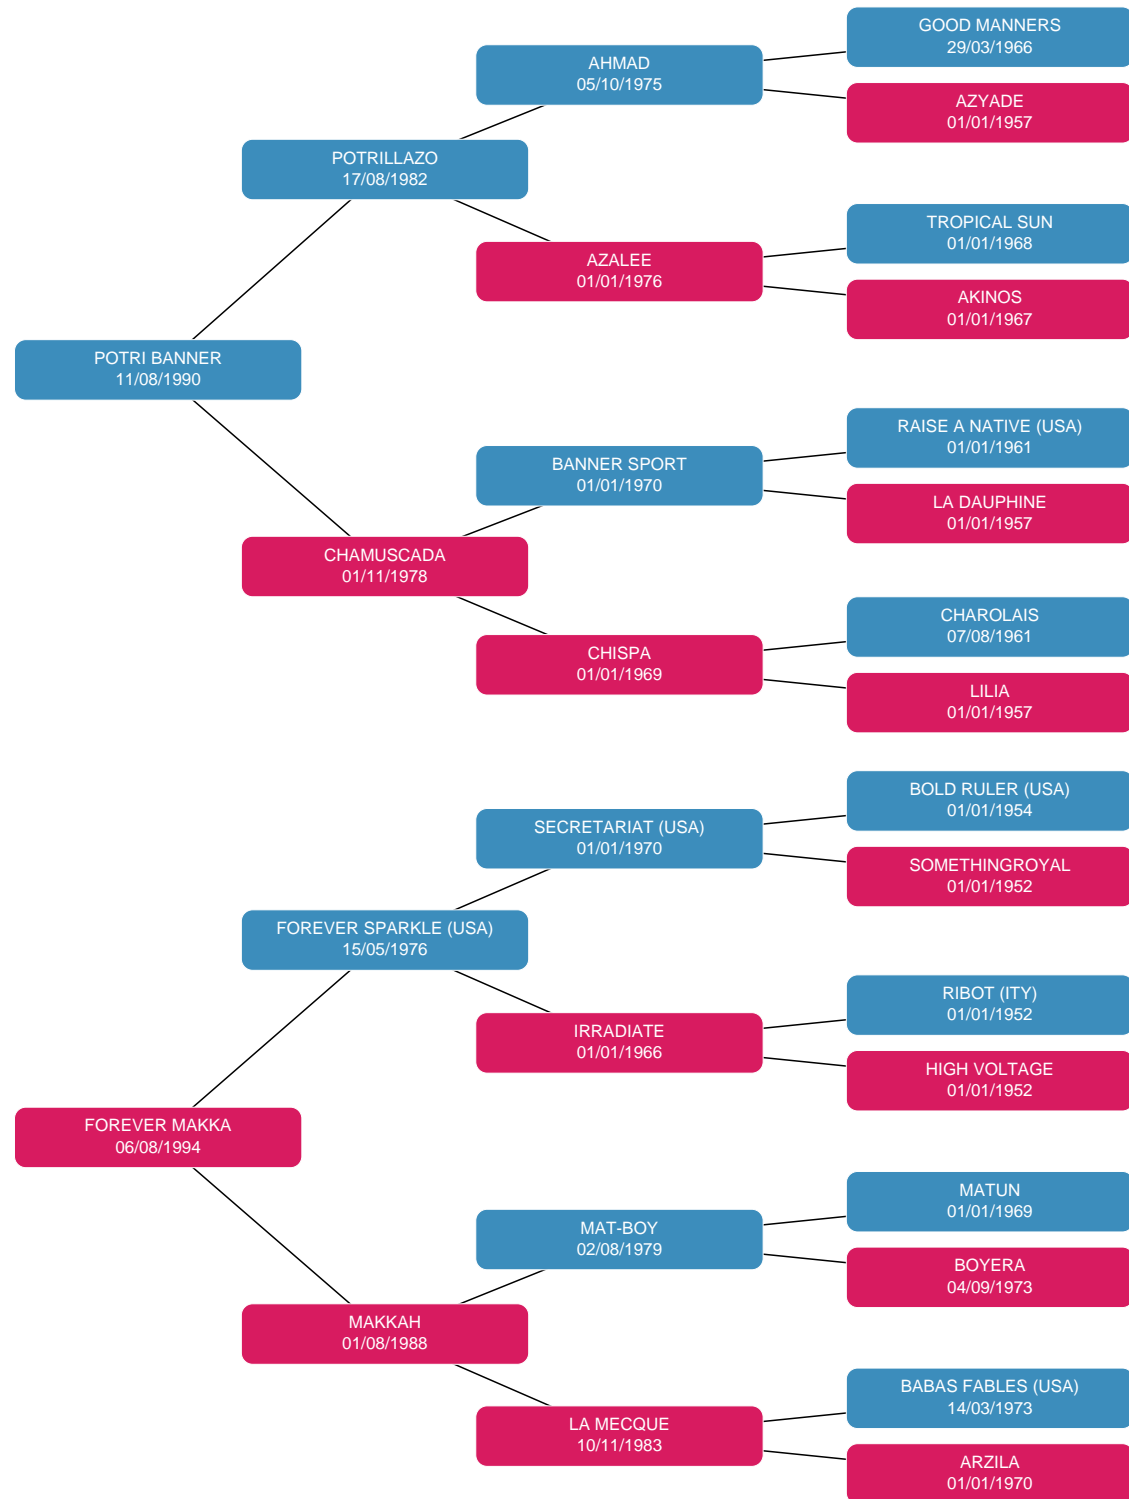 GOOD MANNERS
29/03/1966
AHMAD
05/10/1975
AZYADE
01/01/1957
POTRILLAZO
17/08/1982
TROPICAL SUN
01/01/1968
AZALEE
01/01/1976
AKINOS
01/01/1967
POTRI BANNER
11/08/1990
RAISE A NATIVE (USA)
01/01/1961
BANNER SPORT
01/01/1970
LA DAUPHINE
01/01/1957
CHAMUSCADA
01/11/1978
CHAROLAIS
07/08/1961
CHISPA
01/01/1969
LILIA
01/01/1957
BOLD RULER (USA)
01/01/1954
SECRETARIAT (USA)
01/01/1970
SOMETHINGROYAL
01/01/1952
FOREVER SPARKLE (USA)
15/05/1976
RIBOT (ITY)
01/01/1952
IRRADIATE
01/01/1966
HIGH VOLTAGE
01/01/1952
FOREVER MAKKA
06/08/1994
MATUN
01/01/1969
MAT-BOY
02/08/1979
BOYERA
04/09/1973
MAKKAH
01/08/1988
BABAS FABLES (USA)
14/03/1973
LA MECQUE
10/11/1983
ARZILA
01/01/1970